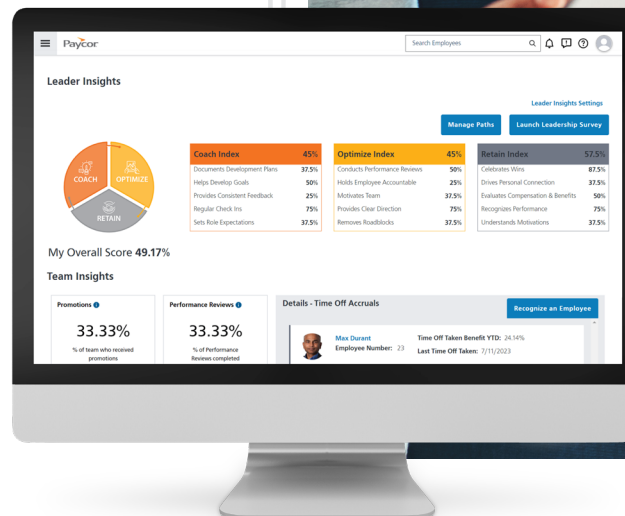 Paycor
Search Employees
Leader Insights
Leader Insights Settings
Manage Paths
Launch Leadership Survey
COACH
OPTIMIZE
RETAIN
Coach Index 45%
Documents Development Plans 37.5%
Helps Develop Goals 50%
Provides Consistent Feedback 25%
Regular Check Ins 75%
Sets Role Expectations 37.5%
Optimize Index 45%
Conducts Performance Reviews 50%
Holds Employee Accountable 25%
Motivates Team 37.5%
Provides Clear Direction 75%
Removes Roadblocks 37.5%
Retain Index 57.5%
Celebrates Wins 87.5%
Drives Personal Connection 37.5%
Evaluates Compensation & Benefits 50%
Recognizes Performance 75%
Understands Motivations 37.5%
My Overall Score 49.17%
Team Insights
Promotions
33.33%
% of team who received
promotions
Performance Reviews
33.33%
% of Performance
Reviews completed
Details - Time Off Accruals
Recognize an Employee
Max Durant
Employee Number: 23
Time Off Taken Benefit YTD: 24.14%
Last Time Off Taken: 7/11/2023